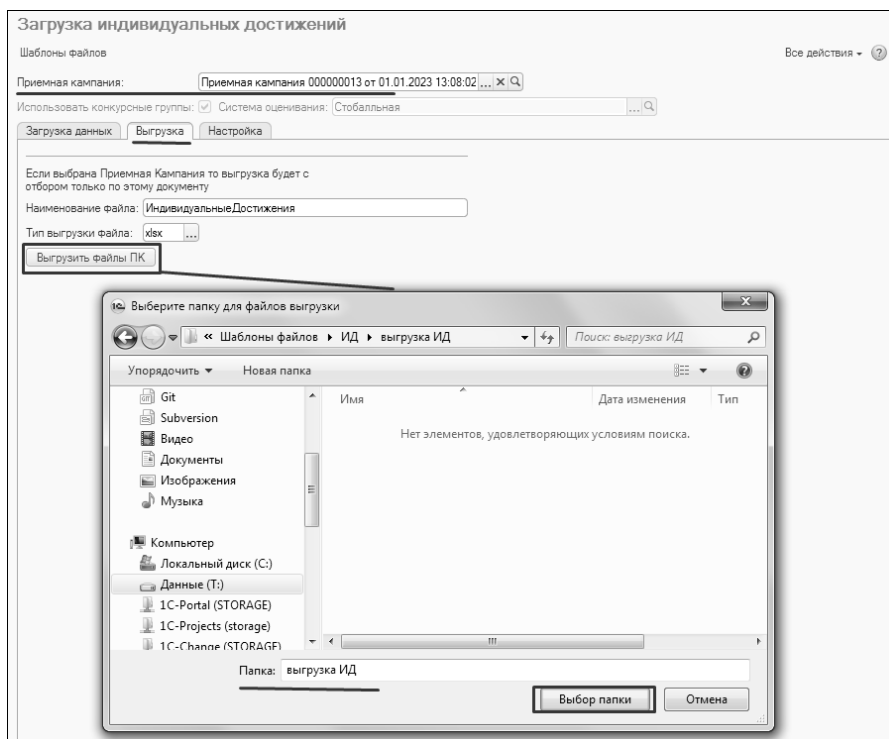 Загрузка индивидуальных достижений
Шаблоны файлов
Все действия
Приемная кампания: Приемная кампания 000000013 от 01.01.2023 13:08:02 ... X
Использовать конкурсные группы: Система оценивания: Стобалльная ...
Загрузка данных Выгрузка Настройка
Если выбрана Приемная Кампания то выгрузка будет с
отбором только по этому документу
Наименование файла: ИндивидуальныеДостижения
Тип выгрузки файла: xlsx ...
Выгрузить файлы ПК
Выберите папку для файлов выгрузки
« Шаблоны файлов ▸ ИД ▸ выгрузка ИД
Поиск: выгрузка ИД
Упорядочить Новая папка
Имя Дата изменения Тип
Нет элементов, удовлетворяющих условиям поиска.
Git
Subversion
Видео
Документы
Изображения
Музыка
Компьютер
Локальный диск (C:)
Данные (T:)
1C-Portal (STORAGE)
1C-Projects (storage)
1C-Change (STORAGE)
Папка: выгрузка ИД
Выбор папки Отмена